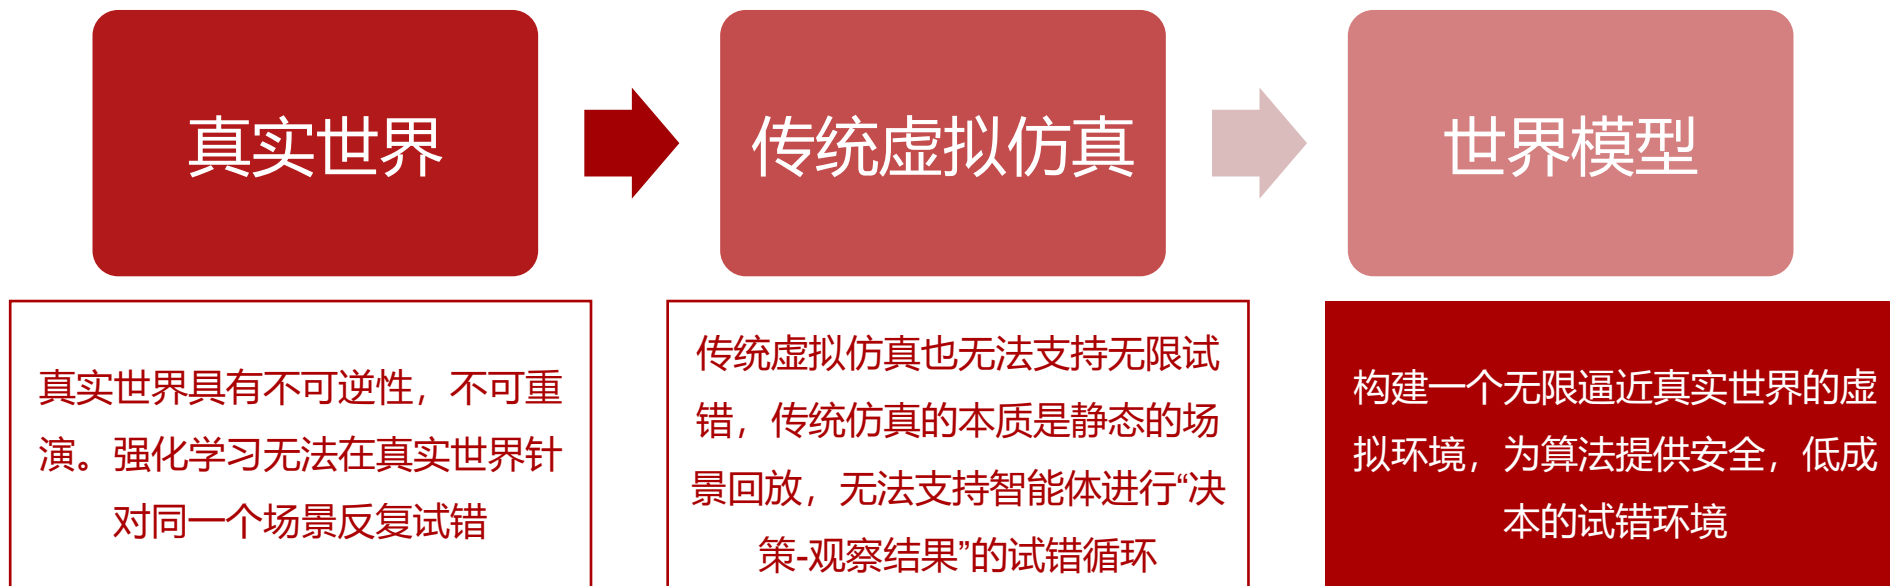 真实世界
传统虚拟仿真
世界模型
真实世界具有不可逆性，不可重
演。强化学习无法在真实世界针
对同一个场景反复试错
传统虚拟仿真也无法支持无限试
错，传统仿真的本质是静态的场
景回放，无法支持智能体进行“决
策-观察结果”的试错循环
构建一个无限逼近真实世界的虚
拟环境，为算法提供安全，低成
本的试错环境